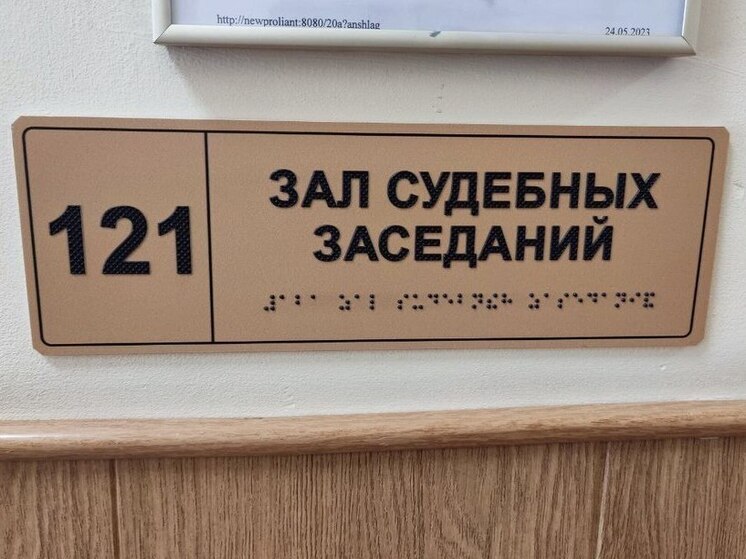 http://newproliant:8080/20a?anshlag
24.05.2023
121
ЗАЛ СУДЕБНЫХ
ЗАСЕДАНИЙ
⠼⠁⠃⠁ ⠵⠁⠇ ⠎⠥⠙⠑⠃⠝⠮⠓ ⠵⠁⠎⠑⠙⠁⠝⠊⠯